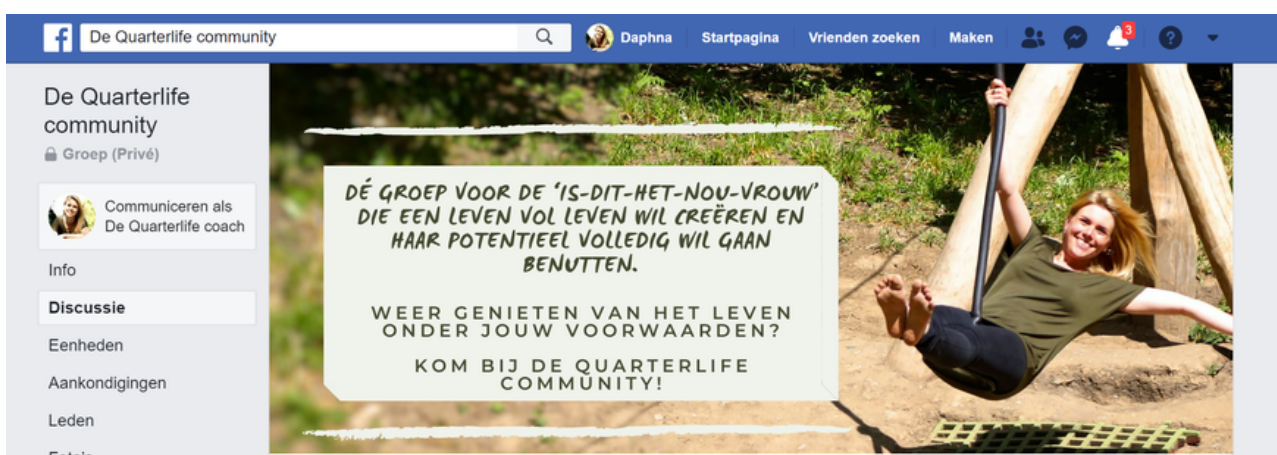 De Quarterlife community
Daphna
Startpagina
Vrienden zoeken
Maken
3
De Quarterlife
community
Groep (Privé)
Communiceren als
De Quarterlife coach
Info
Discussie
Eenheden
Aankondigingen
Leden
DÉ GROEP VOOR DE 'IS-DIT-HET-NOU-VROUW'
DIE EEN LEVEN VOL LEVEN WIL CREËREN EN
HAAR POTENTIEEL VOLLEDIG WIL GAAN
BENUTTEN.
WEER GENIETEN VAN HET LEVEN
ONDER JOUW VOORWAARDEN?
KOM BIJ DE QUARTERLIFE
COMMUNITY!